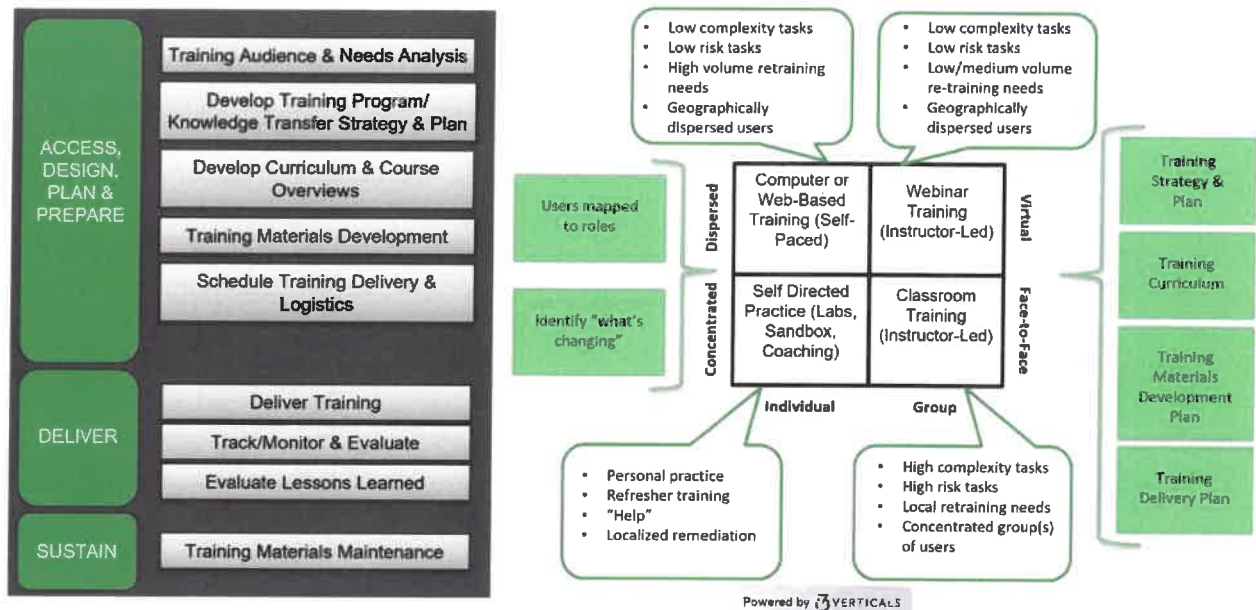 ACCESS,
DESIGN,
PLAN &
PREPARE
Training Audience & Needs Analysis
Develop Training Program/
Knowledge Transfer Strategy & Plan
Develop Curriculum & Course
Overviews
Training Materials Development
Schedule Training Delivery &
Logistics
DELIVER
Deliver Training
Track/Monitor & Evaluate
Evaluate Lessons Learned
SUSTAIN
Training Materials Maintenance
Users mapped
to roles
Identify "what's
changing"
• Low complexity tasks
• Low risk tasks
• High volume retraining
needs
• Geographically
dispersed users
• Low complexity tasks
• Low risk tasks
• Low/medium volume
re-training needs
• Geographically
dispersed users
Dispersed
Concentrated
Computer or
Web-Based
Training (Self-
Paced)
Webinar
Training
(Instructor-Led)
Self Directed
Practice (Labs,
Sandbox,
Coaching)
Classroom
Training
(Instructor-Led)
Virtual
Face-to-Face
Individual
Group
• Personal practice
• Refresher training
• "Help"
• Localized remediation
• High complexity tasks
• High risk tasks
• Local retraining needs
• Concentrated group(s)
of users
Training
Strategy &
Plan
Training
Curriculum
Training
Materials
Development
Plan
Training
Delivery Plan
Powered by i3 VERTICALS